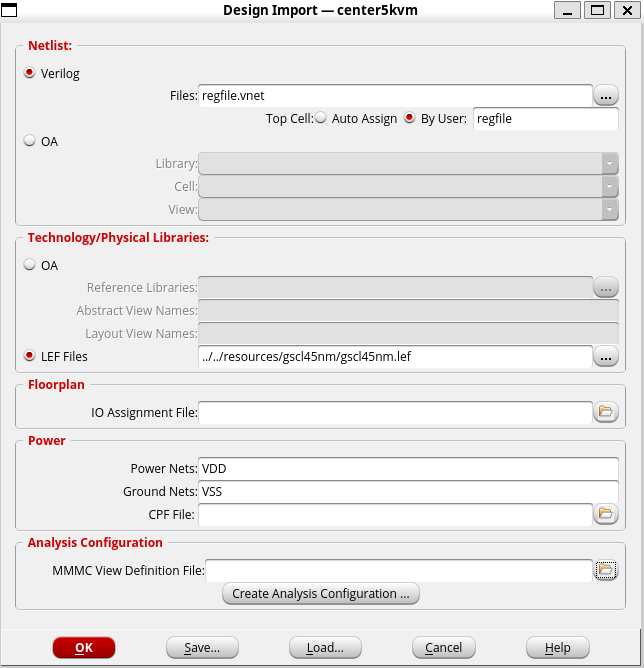 Design Import — center5kvm
Netlist:
Verilog
Files: regfile.vnet ...
Top Cell: Auto Assign By User: regfile
OA
Library:
Cell:
View:
Technology/Physical Libraries:
OA
Reference Libraries: ...
Abstract View Names:
Layout View Names:
LEF Files ../../resources/gscl45nm/gscl45nm.lef ...
Floorplan
IO Assignment File:
Power
Power Nets: VDD
Ground Nets: VSS
CPF File:
Analysis Configuration
MMMC View Definition File:
Create Analysis Configuration ...
OK Save... Load... Cancel Help